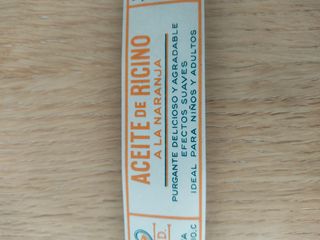 ACEITE DE RICINO
A LA NARANJA
PURGANTE DELICIOSO Y AGRADABLE
EFECTOS SUAVES
IDEAL PARA NIÑOS Y ADULTOS